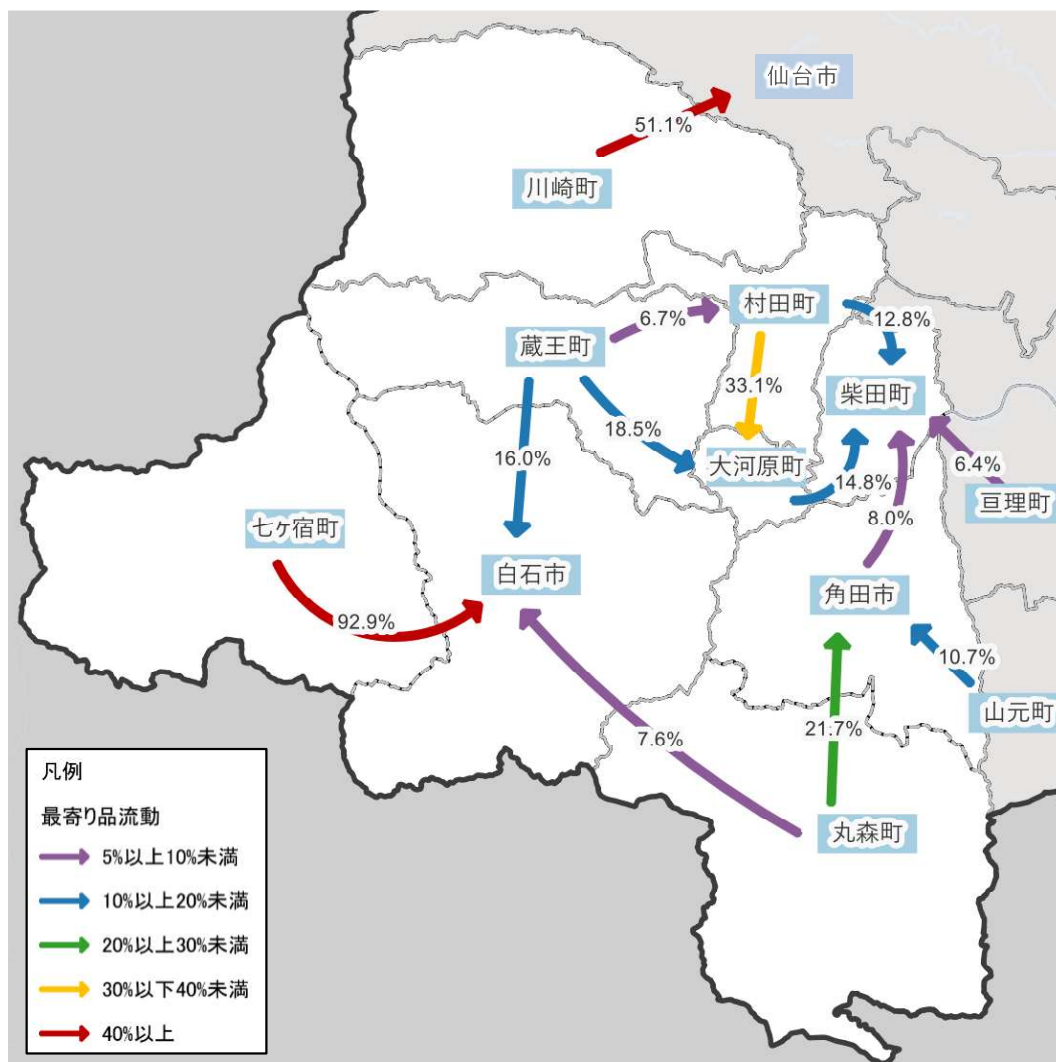 仙台市
51.1%
川崎町
村田町
6.7%
12.8%
蔵王町
33.1%
柴田町
18.5%
16.0%
大河原町
6.4%
14.8%
亘理町
8.0%
七ヶ宿町
白石市
角田市
92.9%
10.7%
山元町
21.7%
7.6%
丸森町
凡例
最寄り品流動
5%以上10%未満
10%以上20%未満
20%以上30%未満
30%以下40%未満
40%以上